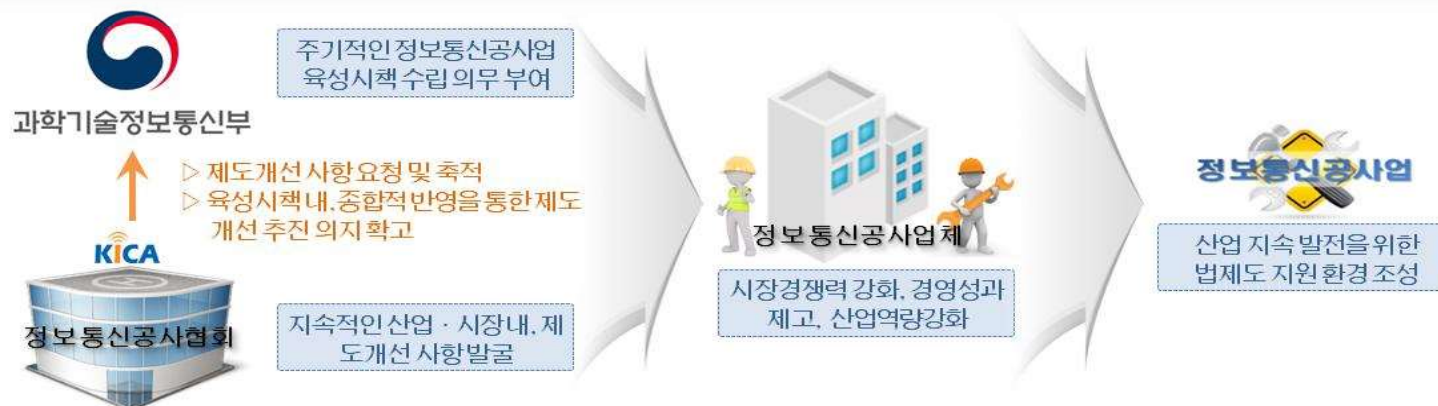 주기적인 정보통신공사업
육성시책 수립 의무 부여
과학기술정보통신부
▷ 제도개선 사항 요청 및 축적
▷ 육성시책 내, 종합적 반영을 통한 제도
개선 추진 의지 확고
KICA
정보통신공사협회
지속적인 산업 · 시장 내, 제
도개선 사항 발굴
정보통신공사업체
시장경쟁력 강화, 경영성과
제고, 산업역량강화
정보통신공사업
산업 지속 발전을 위한
법제도 지원 환경 조성